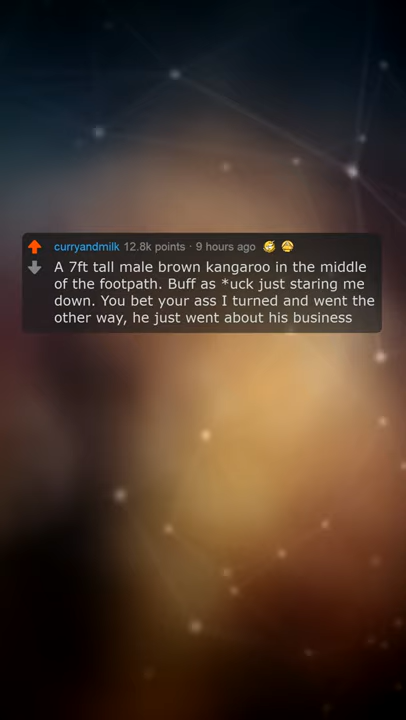 curryandmilk 12.8k points · 9 hours ago
A 7ft tall male brown kangaroo in the middle
of the footpath. Buff as *uck just staring me
down. You bet your ass I turned and went the
other way, he just went about his business